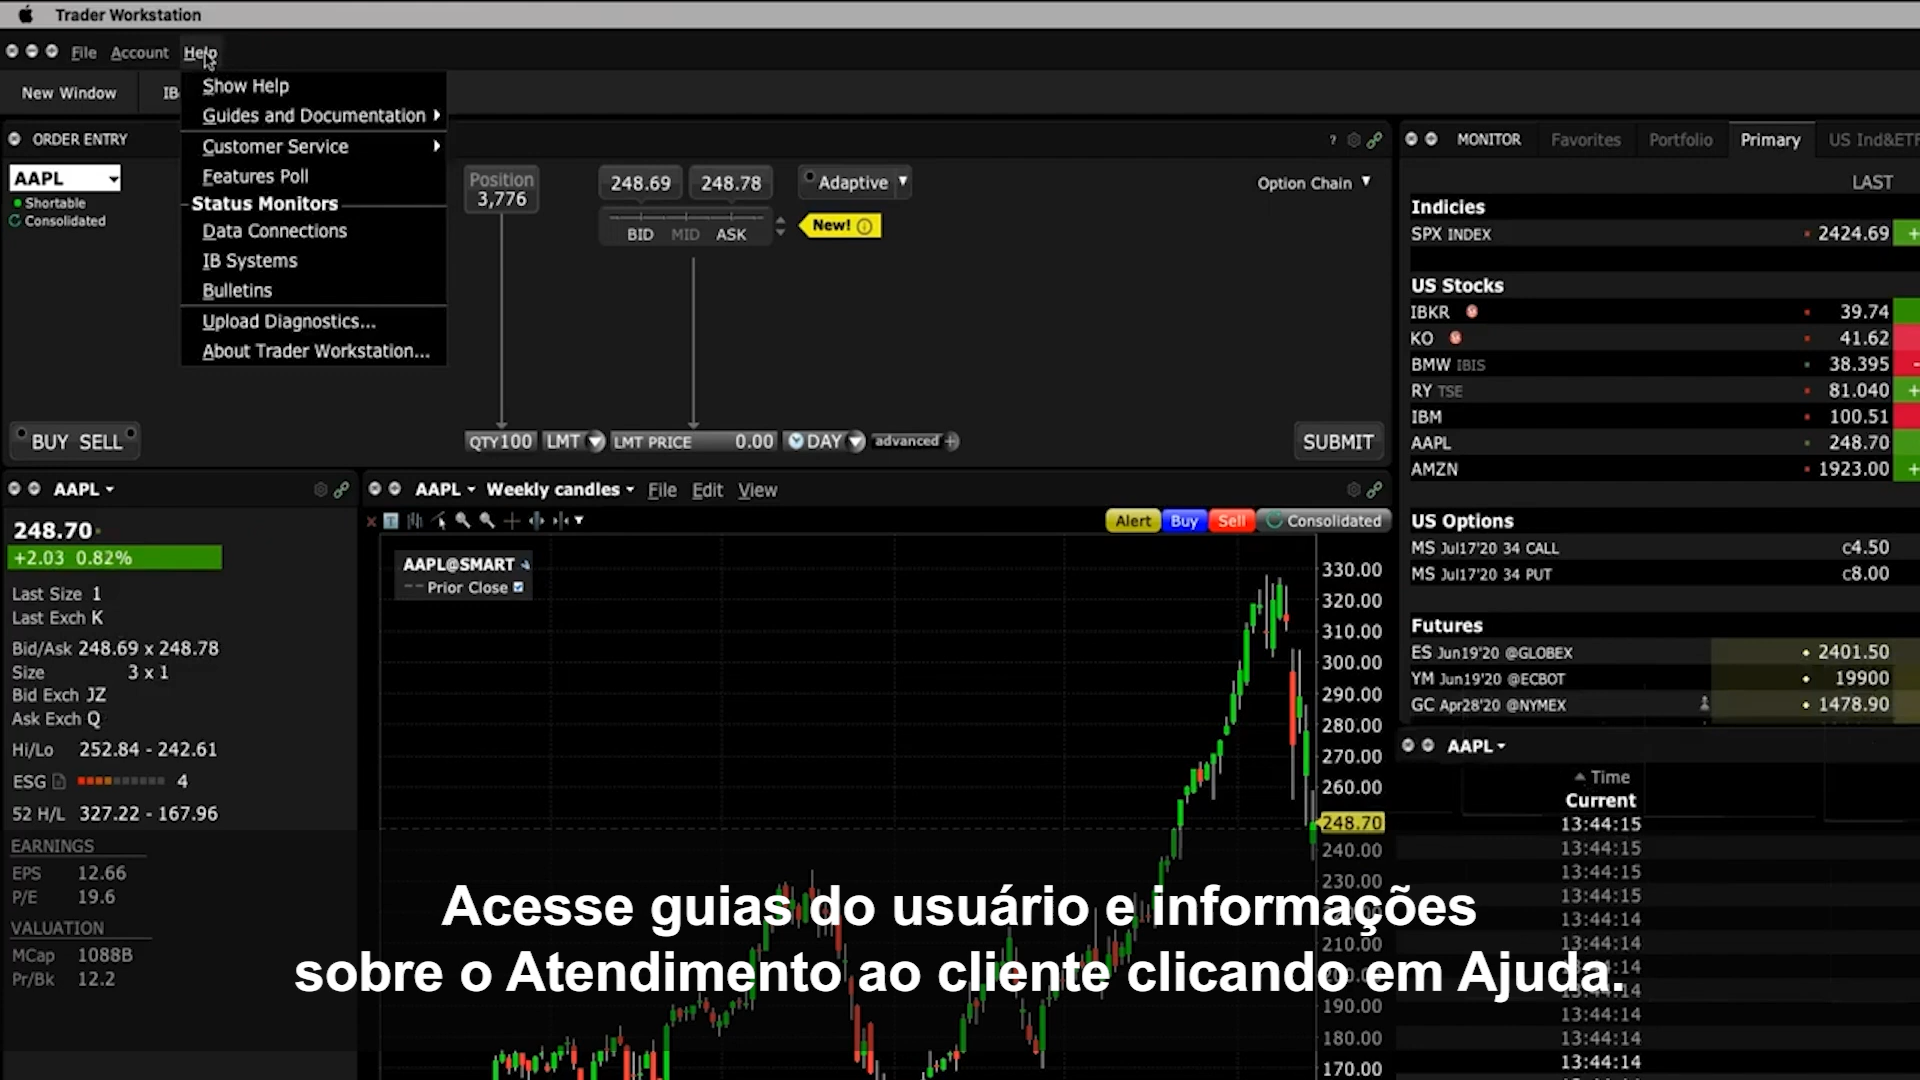 Trader Workstation
File Account Help
New Window IB
Show Help
Guides and Documentation
Customer Service
Features Poll
Status Monitors
Data Connections
IB Systems
Bulletins
Upload Diagnostics...
About Trader Workstation...
ORDER ENTRY
AAPL
Shortable
Consolidated
Position
3,776
248.69 248.78
BID MID ASK
Adaptive
New!
Option Chain
BUY SELL
QTY 100 LMT LMT PRICE 0.00 DAY advanced +
SUBMIT
MONITOR Favorites Portfolio Primary US Ind&ETF
LAST
Indicies
SPX INDEX 2424.69 +
US Stocks
IBKR 39.74
KO 41.62
BMW IBIS 38.395 -
RY TSE 81.040 +
IBM 100.51
AAPL 248.70
AMZN 1923.00 +
US Options
MS Jul17'20 34 CALL c4.50
MS Jul17'20 34 PUT c8.00
Futures
ES Jun19'20 @GLOBEX 2401.50
YM Jun19'20 @ECBOT 19900
GC Apr28'20 @NYMEX 1478.90
AAPL
248.70
+2.03 0.82%
Last Size 1
Last Exch K
Bid/Ask 248.69 x 248.78
Size 3 x 1
Bid Exch JZ
Ask Exch Q
Hi/Lo 252.84 - 242.61
ESG 4
52 H/L 327.22 - 167.96
EARNINGS
EPS 12.66
P/E 19.6
VALUATION
MCap 1088B
Pr/Bk 12.2
AAPL Weekly candles File Edit View
Alert Buy Sell Consolidated
AAPL@SMART
Prior Close
330.00
320.00
310.00
300.00
290.00
280.00
270.00
260.00
248.70
240.00
230.00
210.00
200.00
190.00
180.00
170.00
AAPL
Time
Current
13:44:15
13:44:15
13:44:15
13:44:15
13:44:14
13:44:14
13:44:14
13:44:14
13:44:14
13:44:14
Acesse guias do usuário e informações
sobre o Atendimento ao cliente clicando em Ajuda.